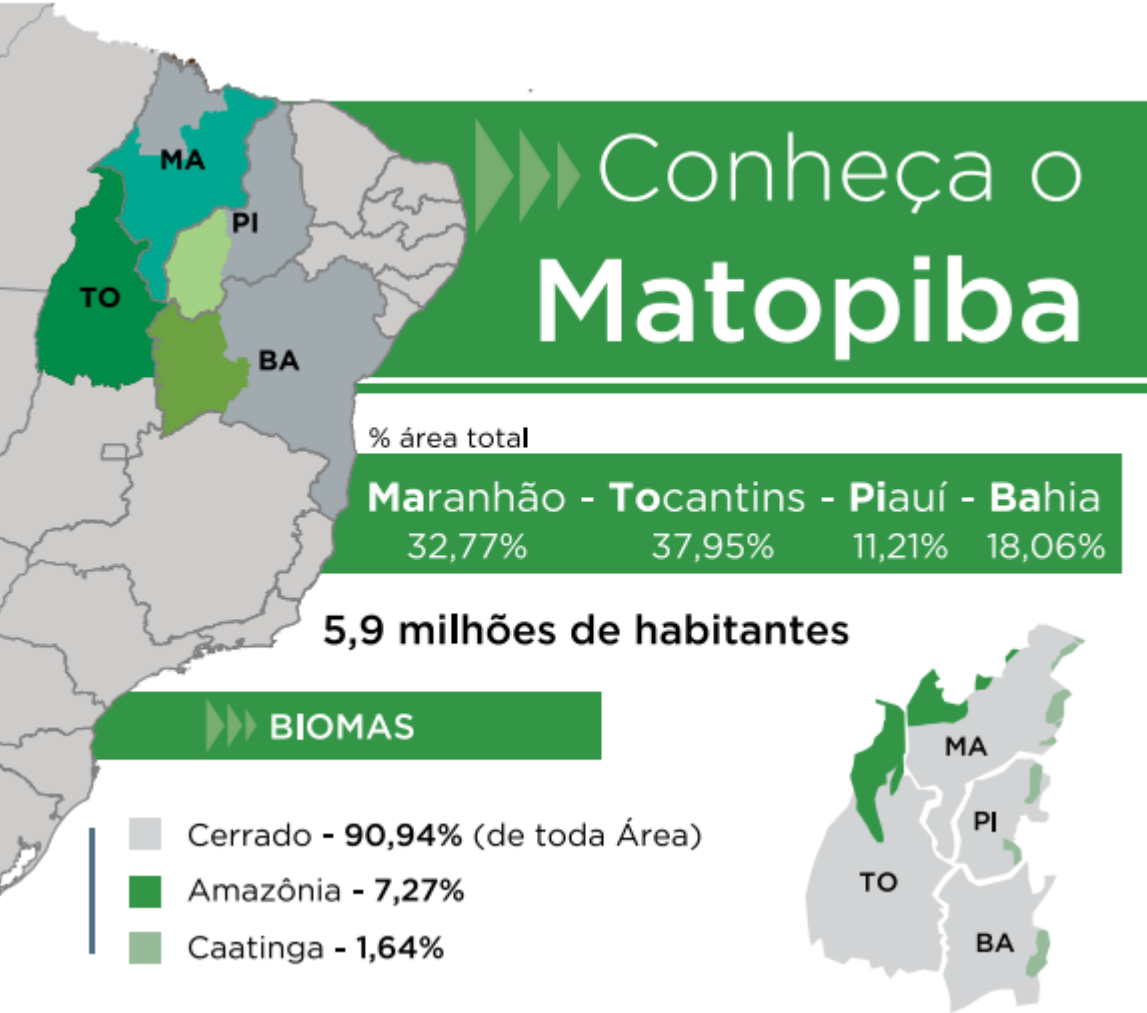 MA
PI
TO
BA
Conheça o
Matopiba
% área total
Maranhão - Tocantins - Piauí - Bahia
32,77% 37,95% 11,21% 18,06%
5,9 milhões de habitantes
BIOMAS
Cerrado - 90,94% (de toda Área)
Amazônia - 7,27%
Caatinga - 1,64%
MA
PI
TO
BA